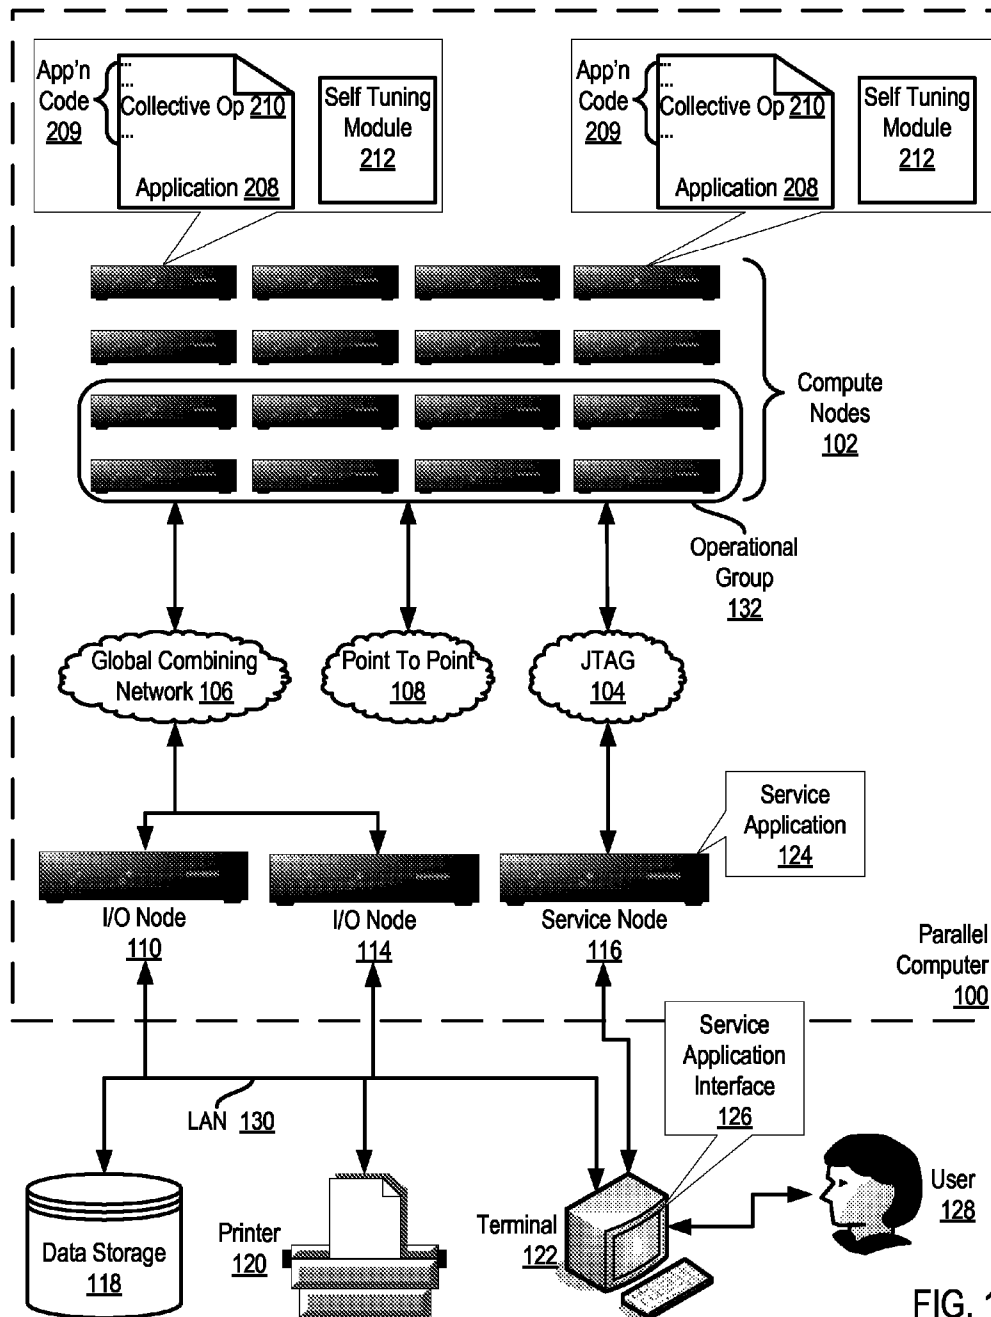 App'n
Code
209
...
...
Collective Op 210
...
Application 208
Self Tuning
Module
212
App'n
Code
209
...
...
Collective Op 210
...
Application 208
Self Tuning
Module
212
Compute
Nodes
102
Operational
Group
132
Global Combining
Network 106
Point To Point
108
JTAG
104
Service
Application
124
I/O Node
110
I/O Node
114
Service Node
116
Parallel
Computer
100
Service
Application
Interface
126
LAN 130
Data Storage
118
Printer
120
Terminal
122
User
128
FIG. 1